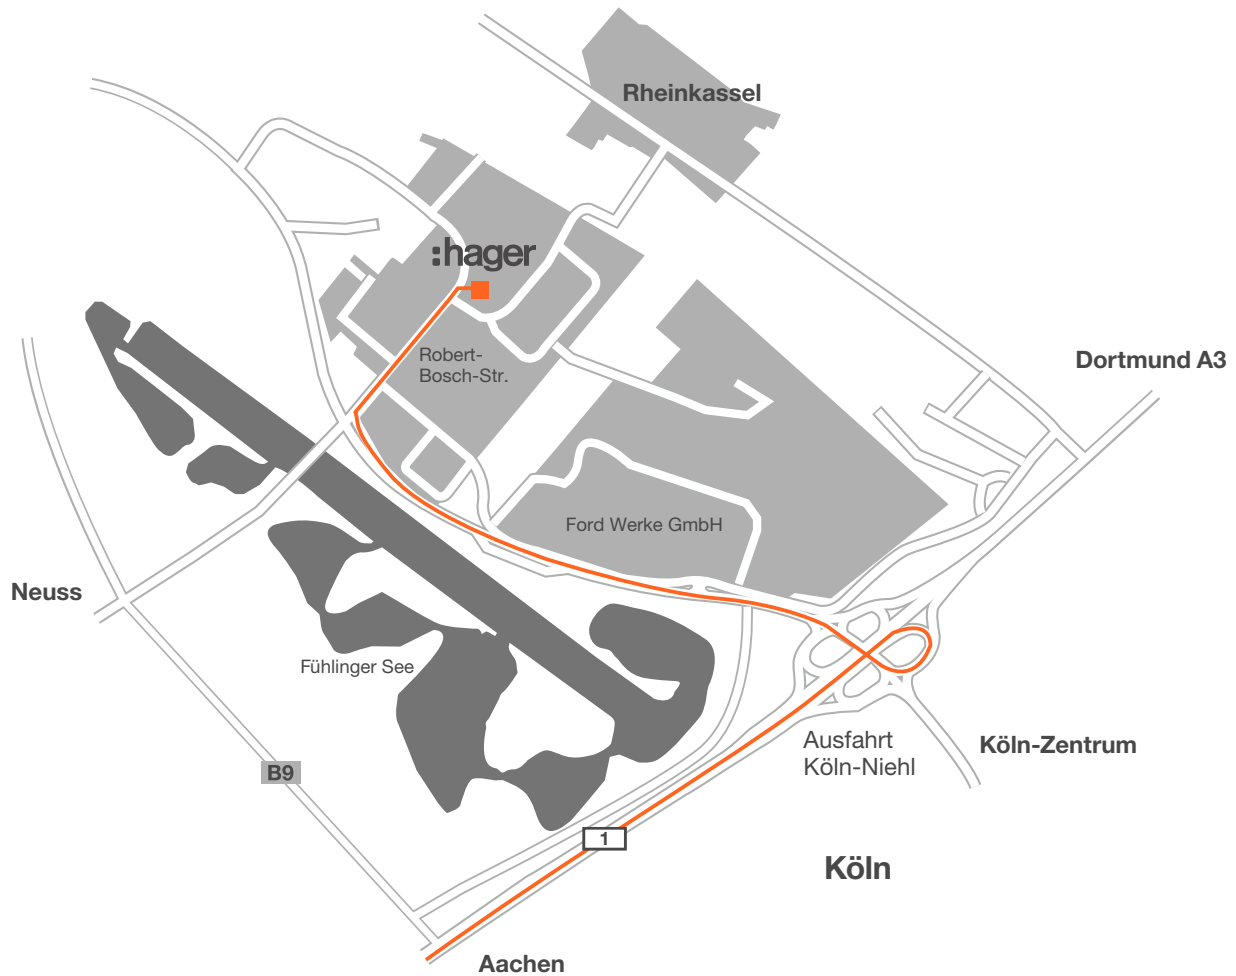 Rheinkassel
:hager
Robert-
Bosch-Str.
Dortmund A3
Ford Werke GmbH
Neuss
Fühlinger See
Ausfahrt
Köln-Niehl
Köln-Zentrum
B9
1
Köln
Aachen